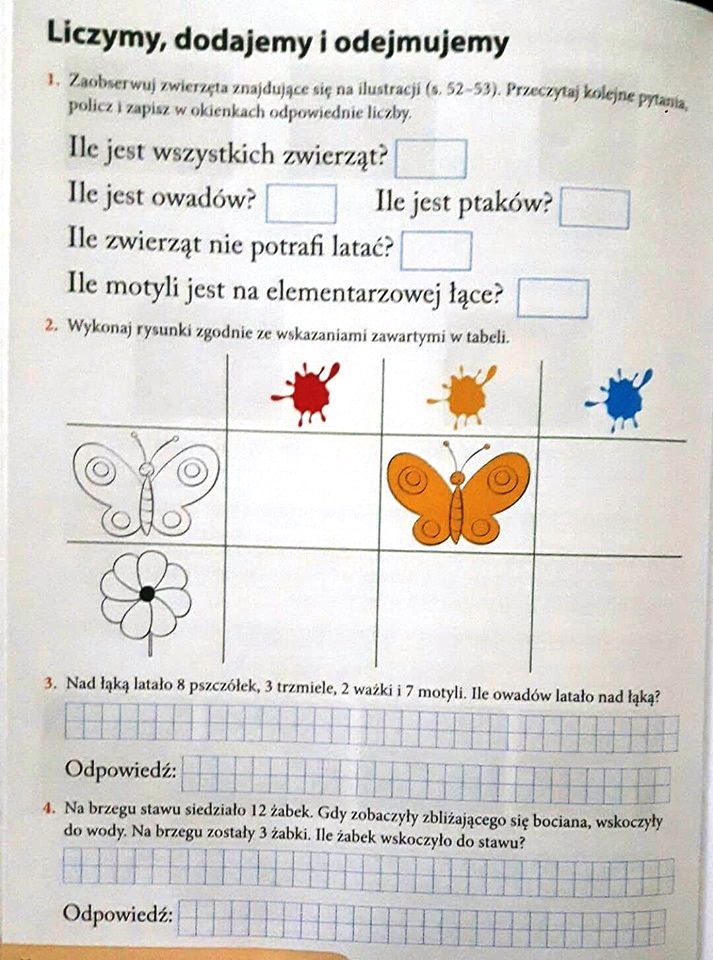 Liczymy, dodajemy i odejmujemy
1. Zaobserwuj zwierzęta znajdujące się na ilustracji (s. 52–53). Przeczytaj kolejne pytania,
policz i zapisz w okienkach odpowiednie liczby.
Ile jest wszystkich zwierząt?
Ile jest owadów? Ile jest ptaków?
Ile zwierząt nie potrafi latać?
Ile motyli jest na elementarzowej łące?
2. Wykonaj rysunki zgodnie ze wskazaniami zawartymi w tabeli.
3. Nad łąką latało 8 pszczółek, 3 trzmiele, 2 ważki i 7 motyli. Ile owadów latało nad łąką?
Odpowiedź:
4. Na brzegu stawu siedziało 12 żabek. Gdy zobaczyły zbliżającego się bociana, wskoczyły
do wody. Na brzegu zostały 3 żabki. Ile żabek wskoczyło do stawu?
Odpowiedź: